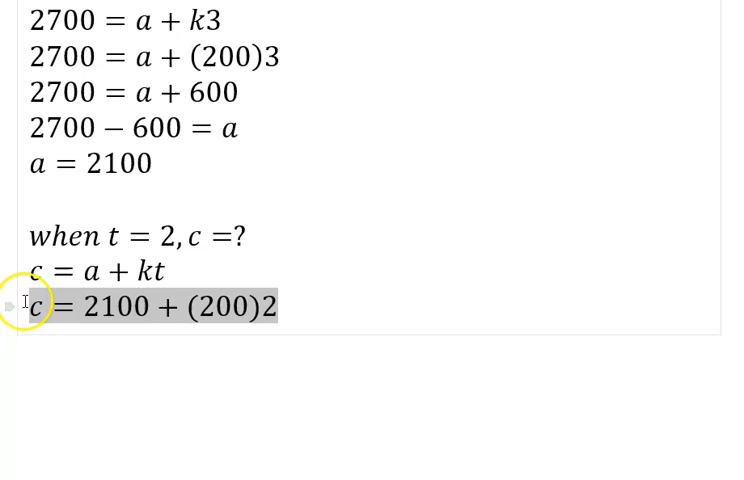 2700 = a + k3
2700 = a + (200)3
2700 = a + 600
2700 − 600 = a
a = 2100
when t = 2, c =?
c = a + kt
c = 2100 + (200)2